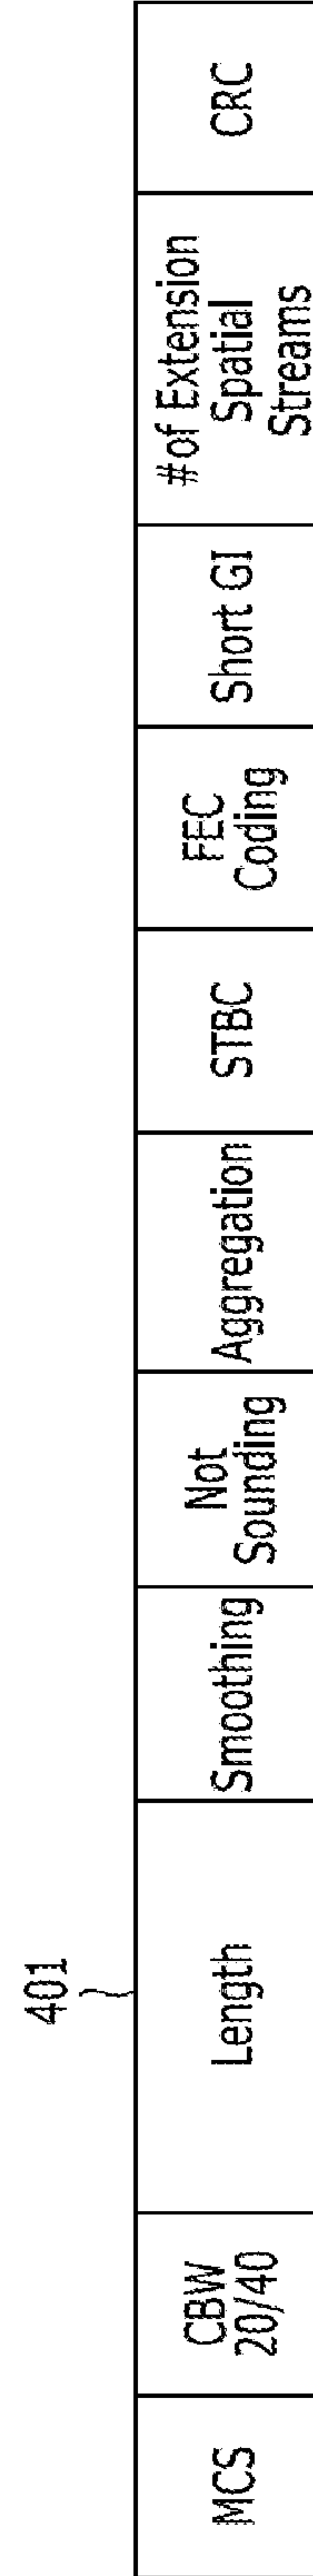 401
MCS
CBW
20/40
Length
Smoothing
Not
Sounding
Aggregation
STBC
FEC
Coding
Short GI
#of Extension
Spatial
Streams
CRC